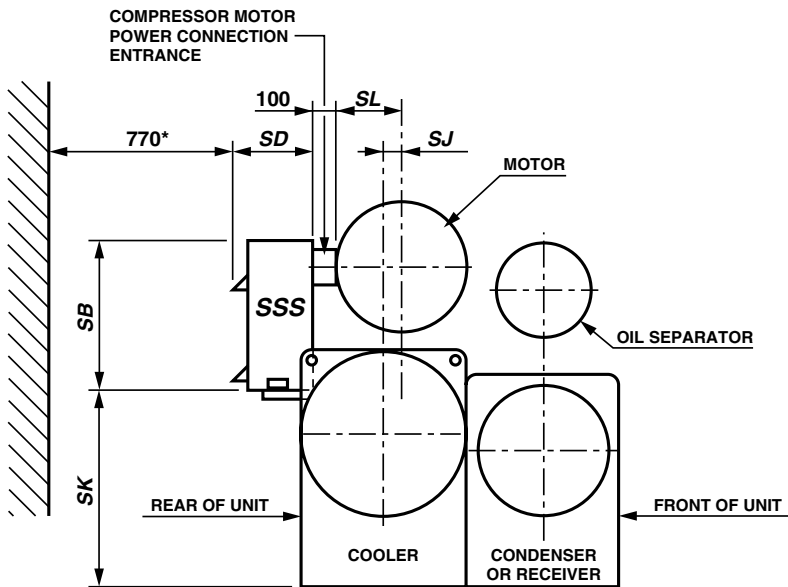 COMPRESSOR MOTOR
POWER CONNECTION
ENTRANCE
100
SL
770*
SD
SJ
MOTOR
SB
SSS
OIL SEPARATOR
SK
REAR OF UNIT
FRONT OF UNIT
COOLER
CONDENSER
OR RECEIVER